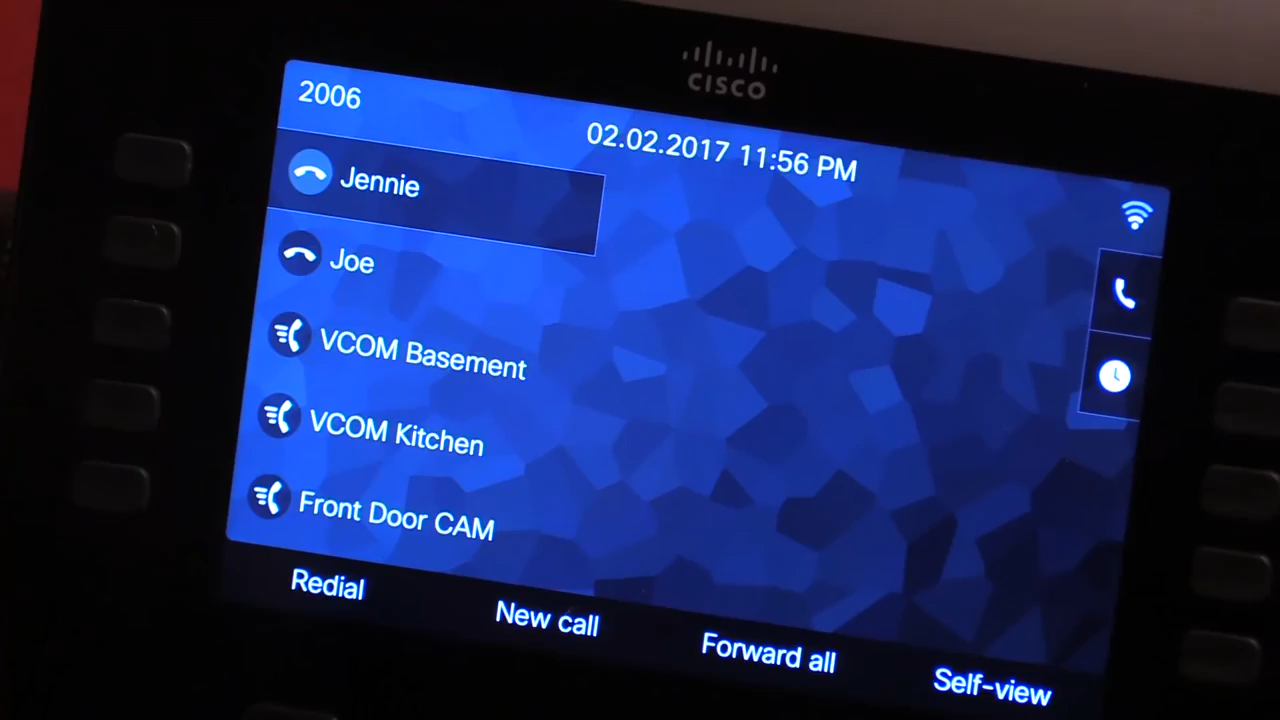 CISCO
2006
02.02.2017 11:56 PM
Jennie
Joe
VCOM Basement
VCOM Kitchen
Front Door CAM
Redial
New call
Forward all
Self-view